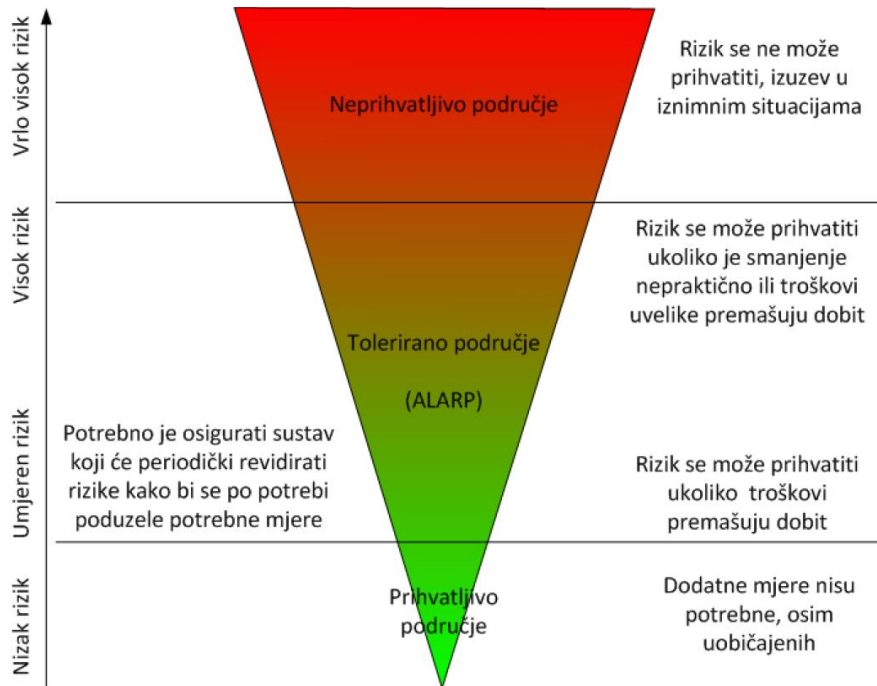 Vrlo visok rizik
Neprihvatljivo područje
Rizik se ne može
prihvatiti, izuzev u
iznimnim situacijama
Visok rizik
Tolerirano područje
(ALARP)
Rizik se može prihvatiti
ukoliko je smanjenje
nepraktično ili troškovi
uvelike premašuju dobit
Umjeren rizik
Potrebno je osigurati sustav
koji će periodički revidirati
rizike kako bi se po potrebi
poduzele potrebne mjere
Rizik se može prihvatiti
ukoliko troškovi
premašuju dobit
Nizak rizik
Prihvatljivo
područje
Dodatne mjere nisu
potrebne, osim
uobičajenih